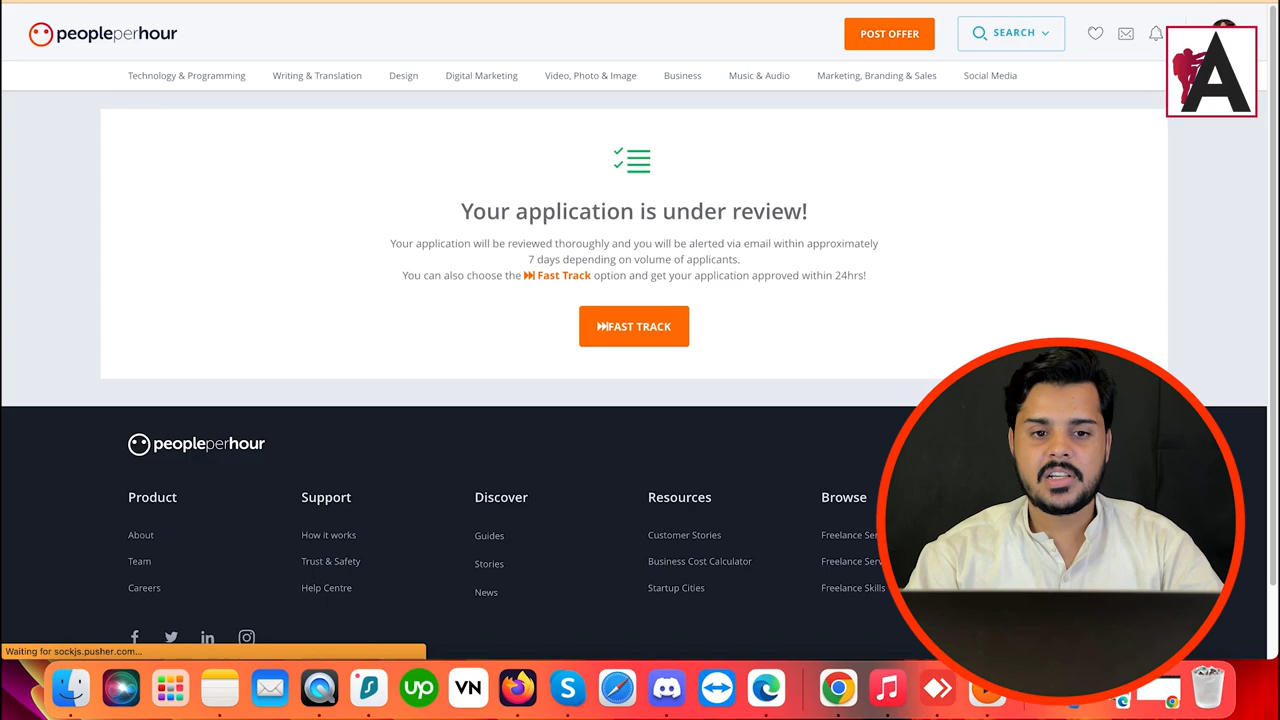 peopleperhour
POST OFFER
SEARCH
A
Technology & Programming
Writing & Translation
Design
Digital Marketing
Video, Photo & Image
Business
Music & Audio
Marketing, Branding & Sales
Social Media
Your application is under review!
Your application will be reviewed thoroughly and you will be alerted via email within approximately
7 days depending on volume of applicants.
You can also choose the Fast Track option and get your application approved within 24hrs!
FAST TRACK
peopleperhour
Product
Support
Discover
Resources
Browse
About
How it works
Guides
Customer Stories
Freelance Ser
Team
Trust & Safety
Stories
Business Cost Calculator
Freelance Serv
Careers
Help Centre
News
Startup Cities
Freelance Skills
Waiting for sockjs.pusher.com...
up
VN